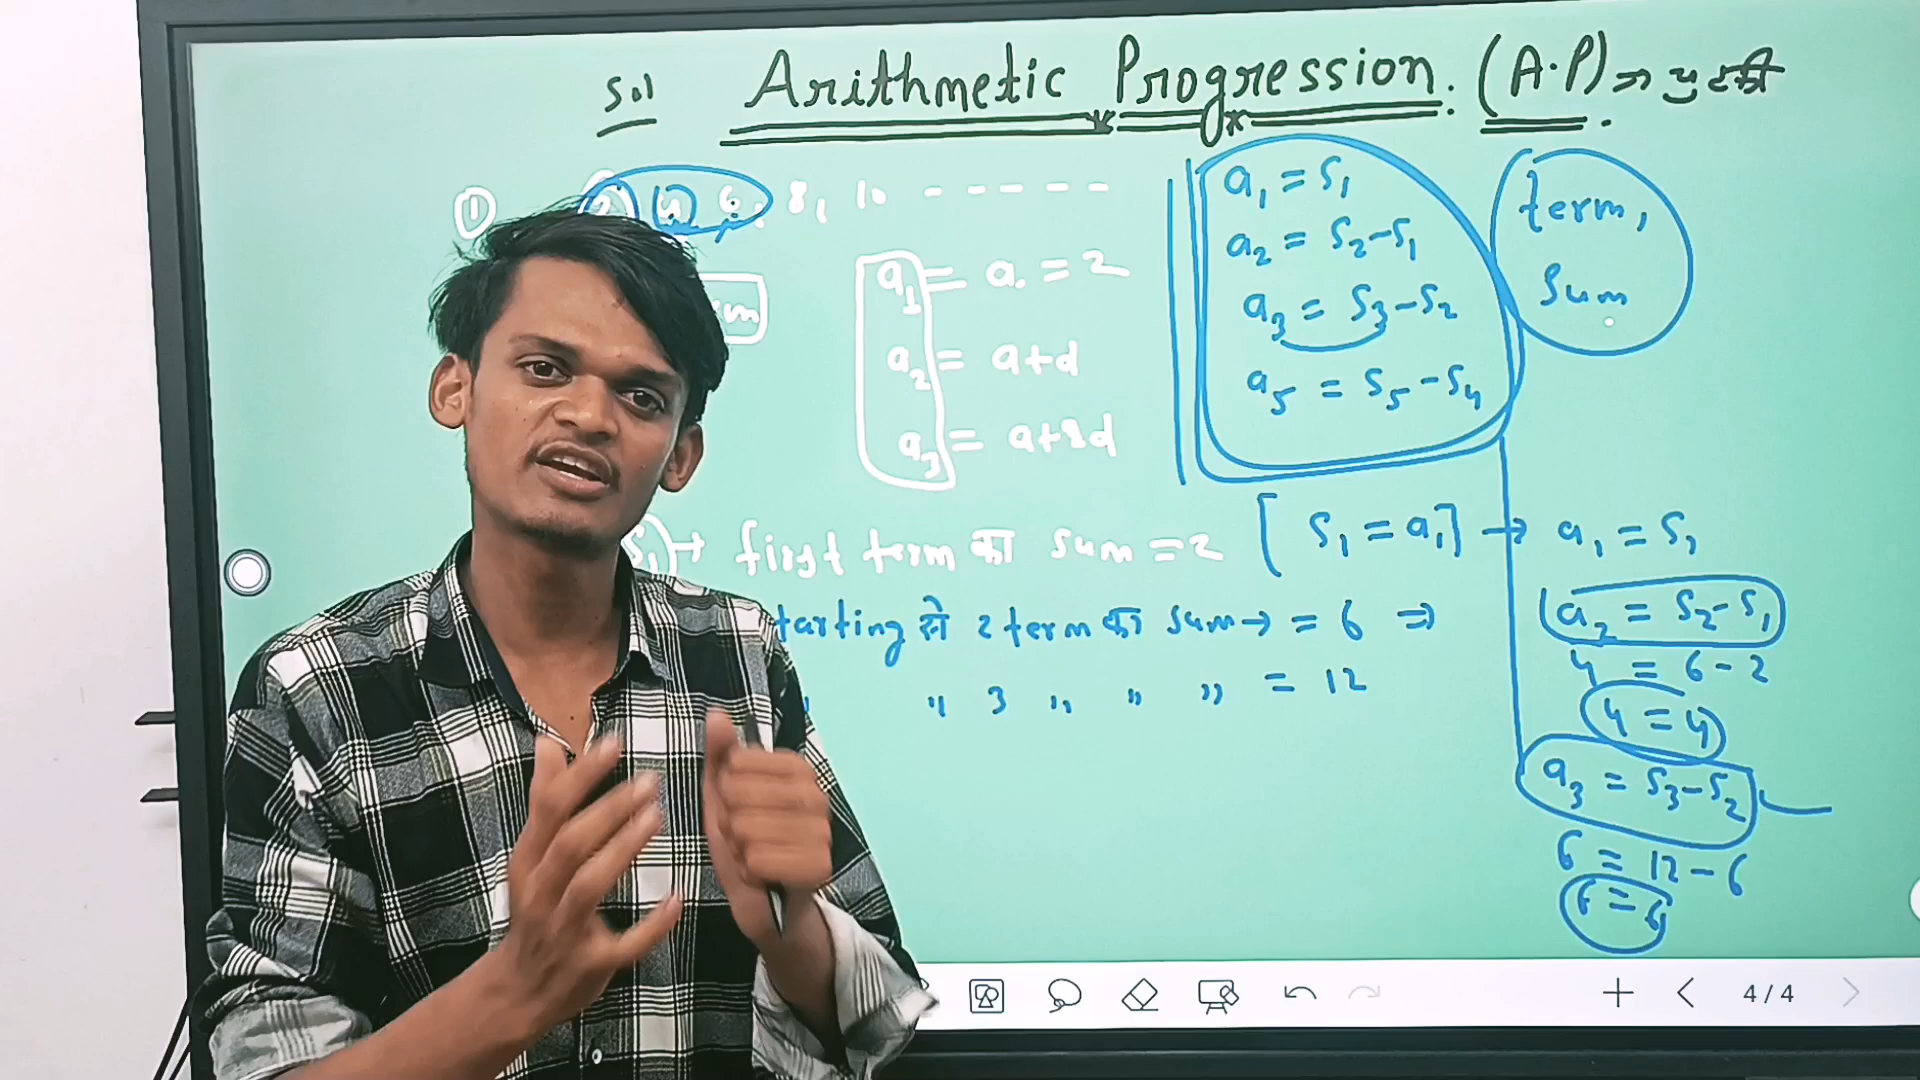 Arithmetic Progression. (A.P) ⇒
① 2, 4, 6, 8, 10 - - - - -
a₁ = a = 2
a₂ = a+d
a₃ = a+2d
a₁ = S₁
a₂ = S₂-S₁
a₃ = S₃-S₂
a₅ = S₅-S₄
term,
Sum
S₁ → first term का sum = 2 [ S₁ = a₁] → a₁ = S₁
tarting से 2 term का sum → = 6 ⇒
" 3 " " " = 12
a₂ = S₂-S₁
4 = 6-2
4 = 4
a₃ = S₃-S₂
6 = 12-6
6 = 6
4/4